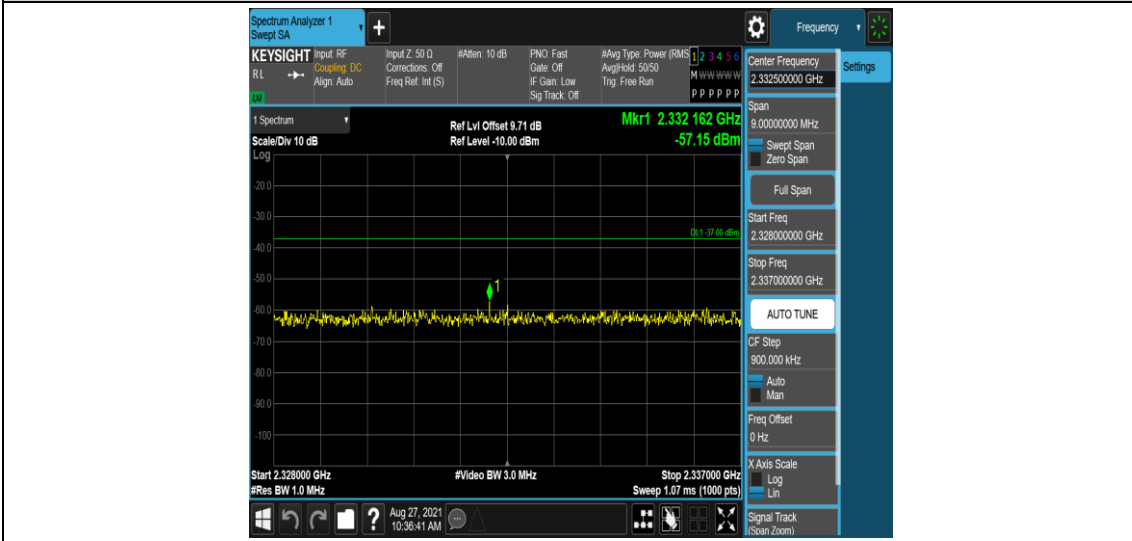 Spectrum Analyzer 1
Swept SA
+
Frequency
KEYSIGHT
Input: RF
Coupling: DC
Align: Auto
RL
LM
Input Z: 50 Ω
Corrections: Off
Freq Ref: Int (S)
#Atten: 10 dB
PNO: Fast
Gate: Off
IF Gain: Low
Sig Track: Off
#Avg Type: Power (RMS
Avg|Hold: 50/50
Trig: Free Run
1 2 3 4 5 6
M W W W W W
P P P P P P
1 Spectrum
Scale/Div 10 dB
Log
Ref Lvl Offset 9.71 dB
Ref Level -10.00 dBm
Mkr1 2.332 162 GHz
-57.15 dBm
-20.0
-30.0
DL1 -37.00 dBm
-40.0
-50.0
1
-60.0
-70.0
-80.0
-90.0
-100
Start 2.328000 GHz
#Res BW 1.0 MHz
#Video BW 3.0 MHz
Stop 2.337000 GHz
Sweep 1.07 ms (1000 pts)
?
Aug 27, 2021
10:36:41 AM
Center Frequency
2.332500000 GHz
Settings
Span
9.00000000 MHz
Swept Span
Zero Span
Full Span
Start Freq
2.328000000 GHz
Stop Freq
2.337000000 GHz
AUTO TUNE
CF Step
900.000 kHz
Auto
Man
Freq Offset
0 Hz
X Axis Scale
Log
Lin
Signal Track
(Span Zoom)